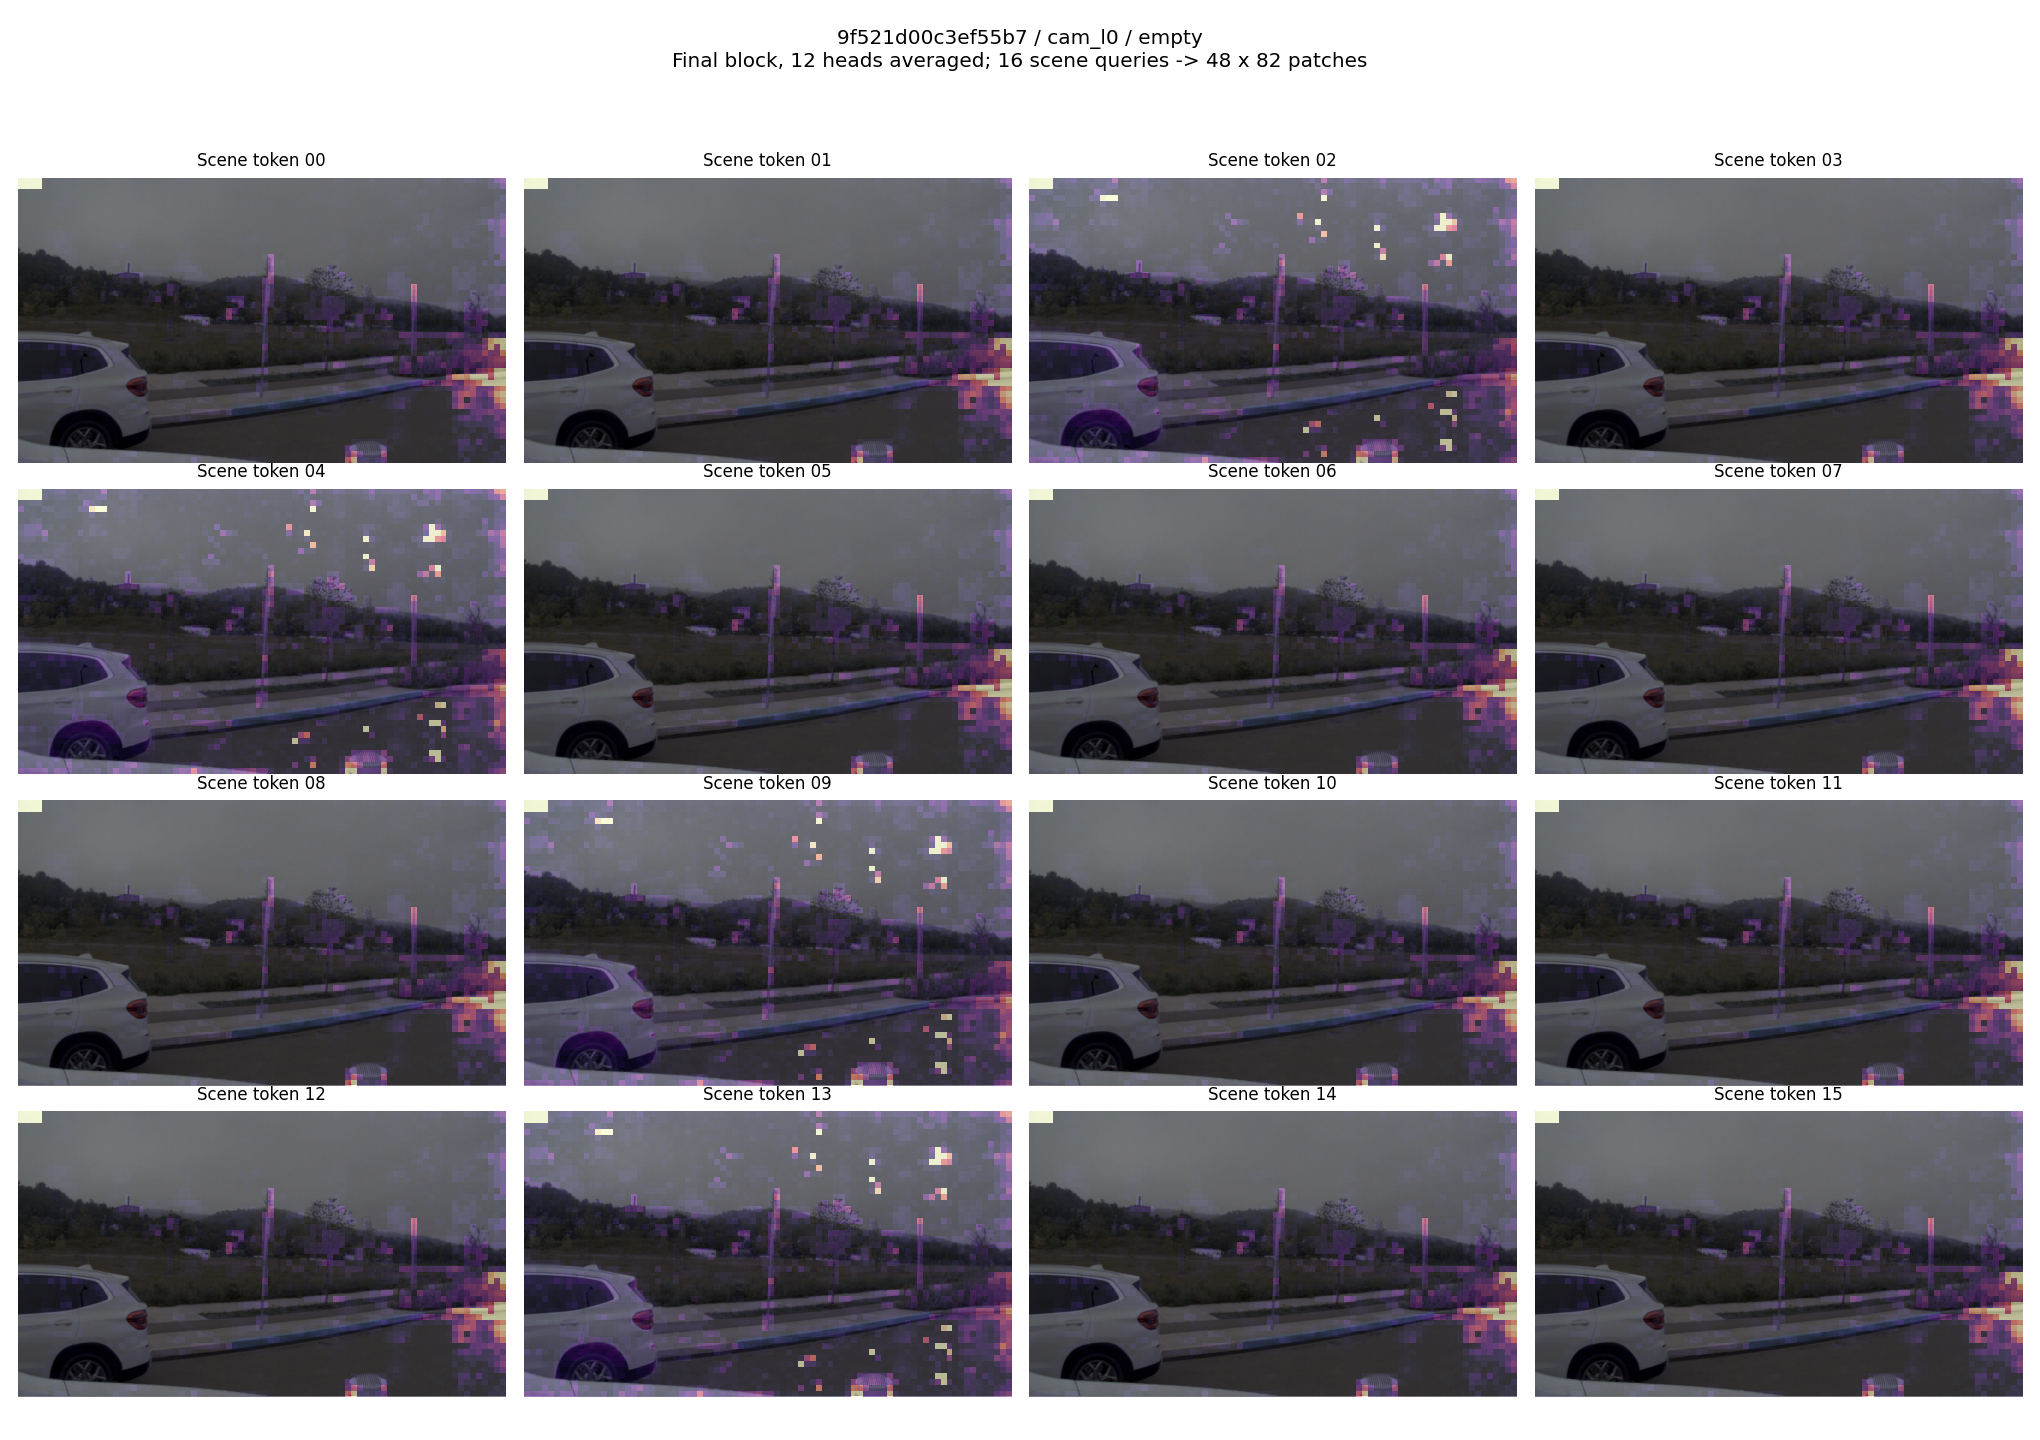 9f521d00c3ef55b7 / cam_l0 / empty
Final block, 12 heads averaged; 16 scene queries -> 48 x 82 patches
Scene token 00
Scene token 01
Scene token 02
Scene token 03
Scene token 04
Scene token 05
Scene token 06
Scene token 07
Scene token 08
Scene token 09
Scene token 10
Scene token 11
Scene token 12
Scene token 13
Scene token 14
Scene token 15